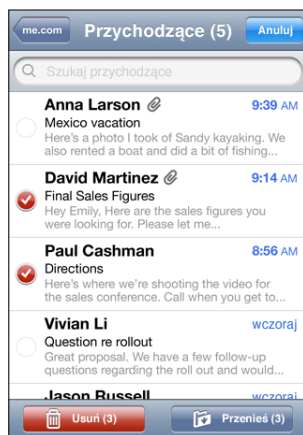 me.com Przychodzące (5) Anuluj
Szukaj przychodzące
Anna Larson 9:39 AM
Mexico vacation
Here's a photo I took of Sandy kayaking. We
also rented a boat and did a bit of fishing...
David Martinez 9:14 AM
Final Sales Figures
Hey Emily, Here are the sales figures you
were looking for. Please let me...
Paul Cashman 8:56 AM
Directions
Here's where we're shooting the video for
the sales conference. Call when you get to...
Vivian Li wczoraj
Question re rollout
Great proposal. We have a few follow-up
questions regarding the roll out and would...
Jason Russell wczoraj
Usuń (3) Przenieś (3)